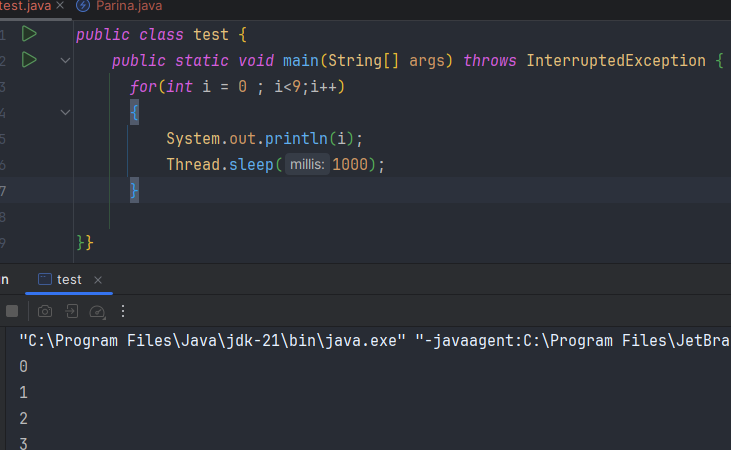 test.java × Parina.java
1 public class test {
2 public static void main(String[] args) throws InterruptedException {
3 for(int i = 0 ; i<9;i++)
4 {
5 System.out.println(i);
6 Thread.sleep( millis: 1000);
7 }
8
9 }}
test ×
"C:\Program Files\Java\jdk-21\bin\java.exe" "-javaagent:C:\Program Files\JetBra
0
1
2
3